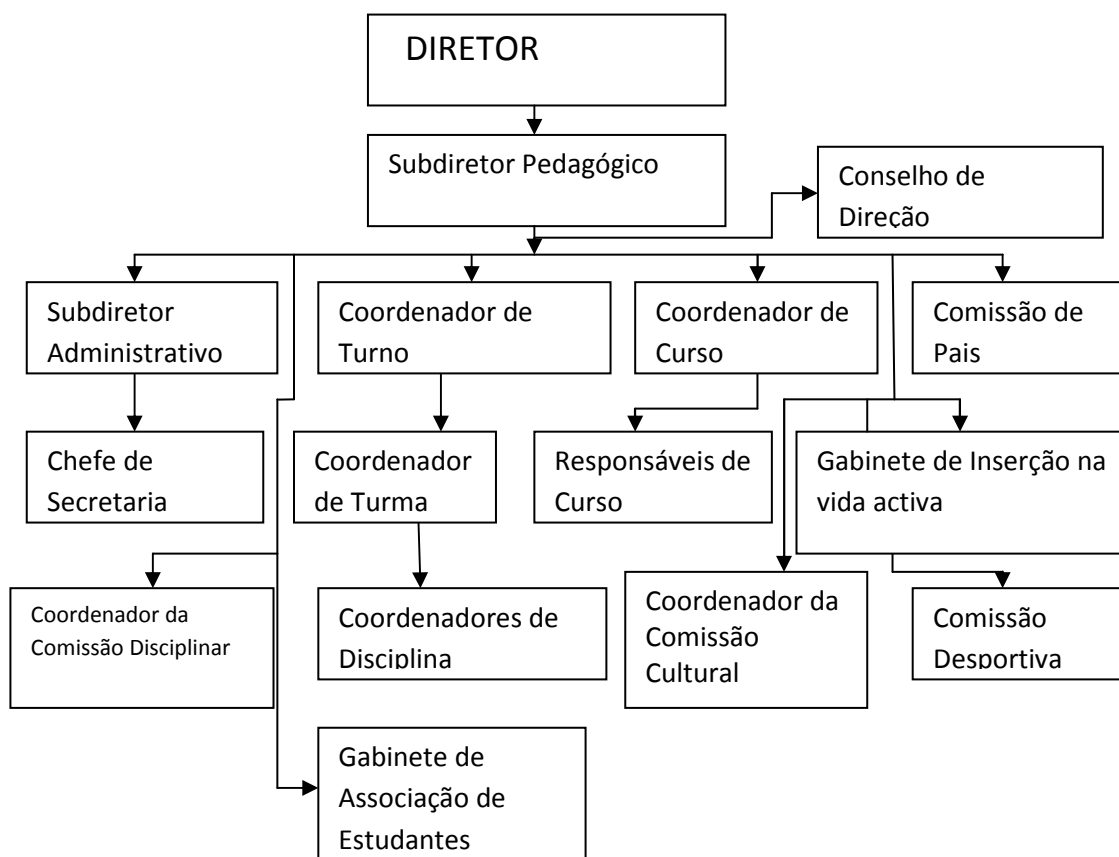 DIRETOR
Subdiretor Pedagógico
Conselho de
Direção
Subdiretor
Administrativo
Coordenador de
Turno
Coordenador de
Curso
Comissão de
Pais
Chefe de
Secretaria
Coordenador
de Turma
Responsáveis de
Curso
Gabinete de Inserção na
vida activa
Coordenador da
Comissão Disciplinar
Coordenadores de
Disciplina
Coordenador da
Comissão
Cultural
Comissão
Desportiva
Gabinete de
Associação de
Estudantes